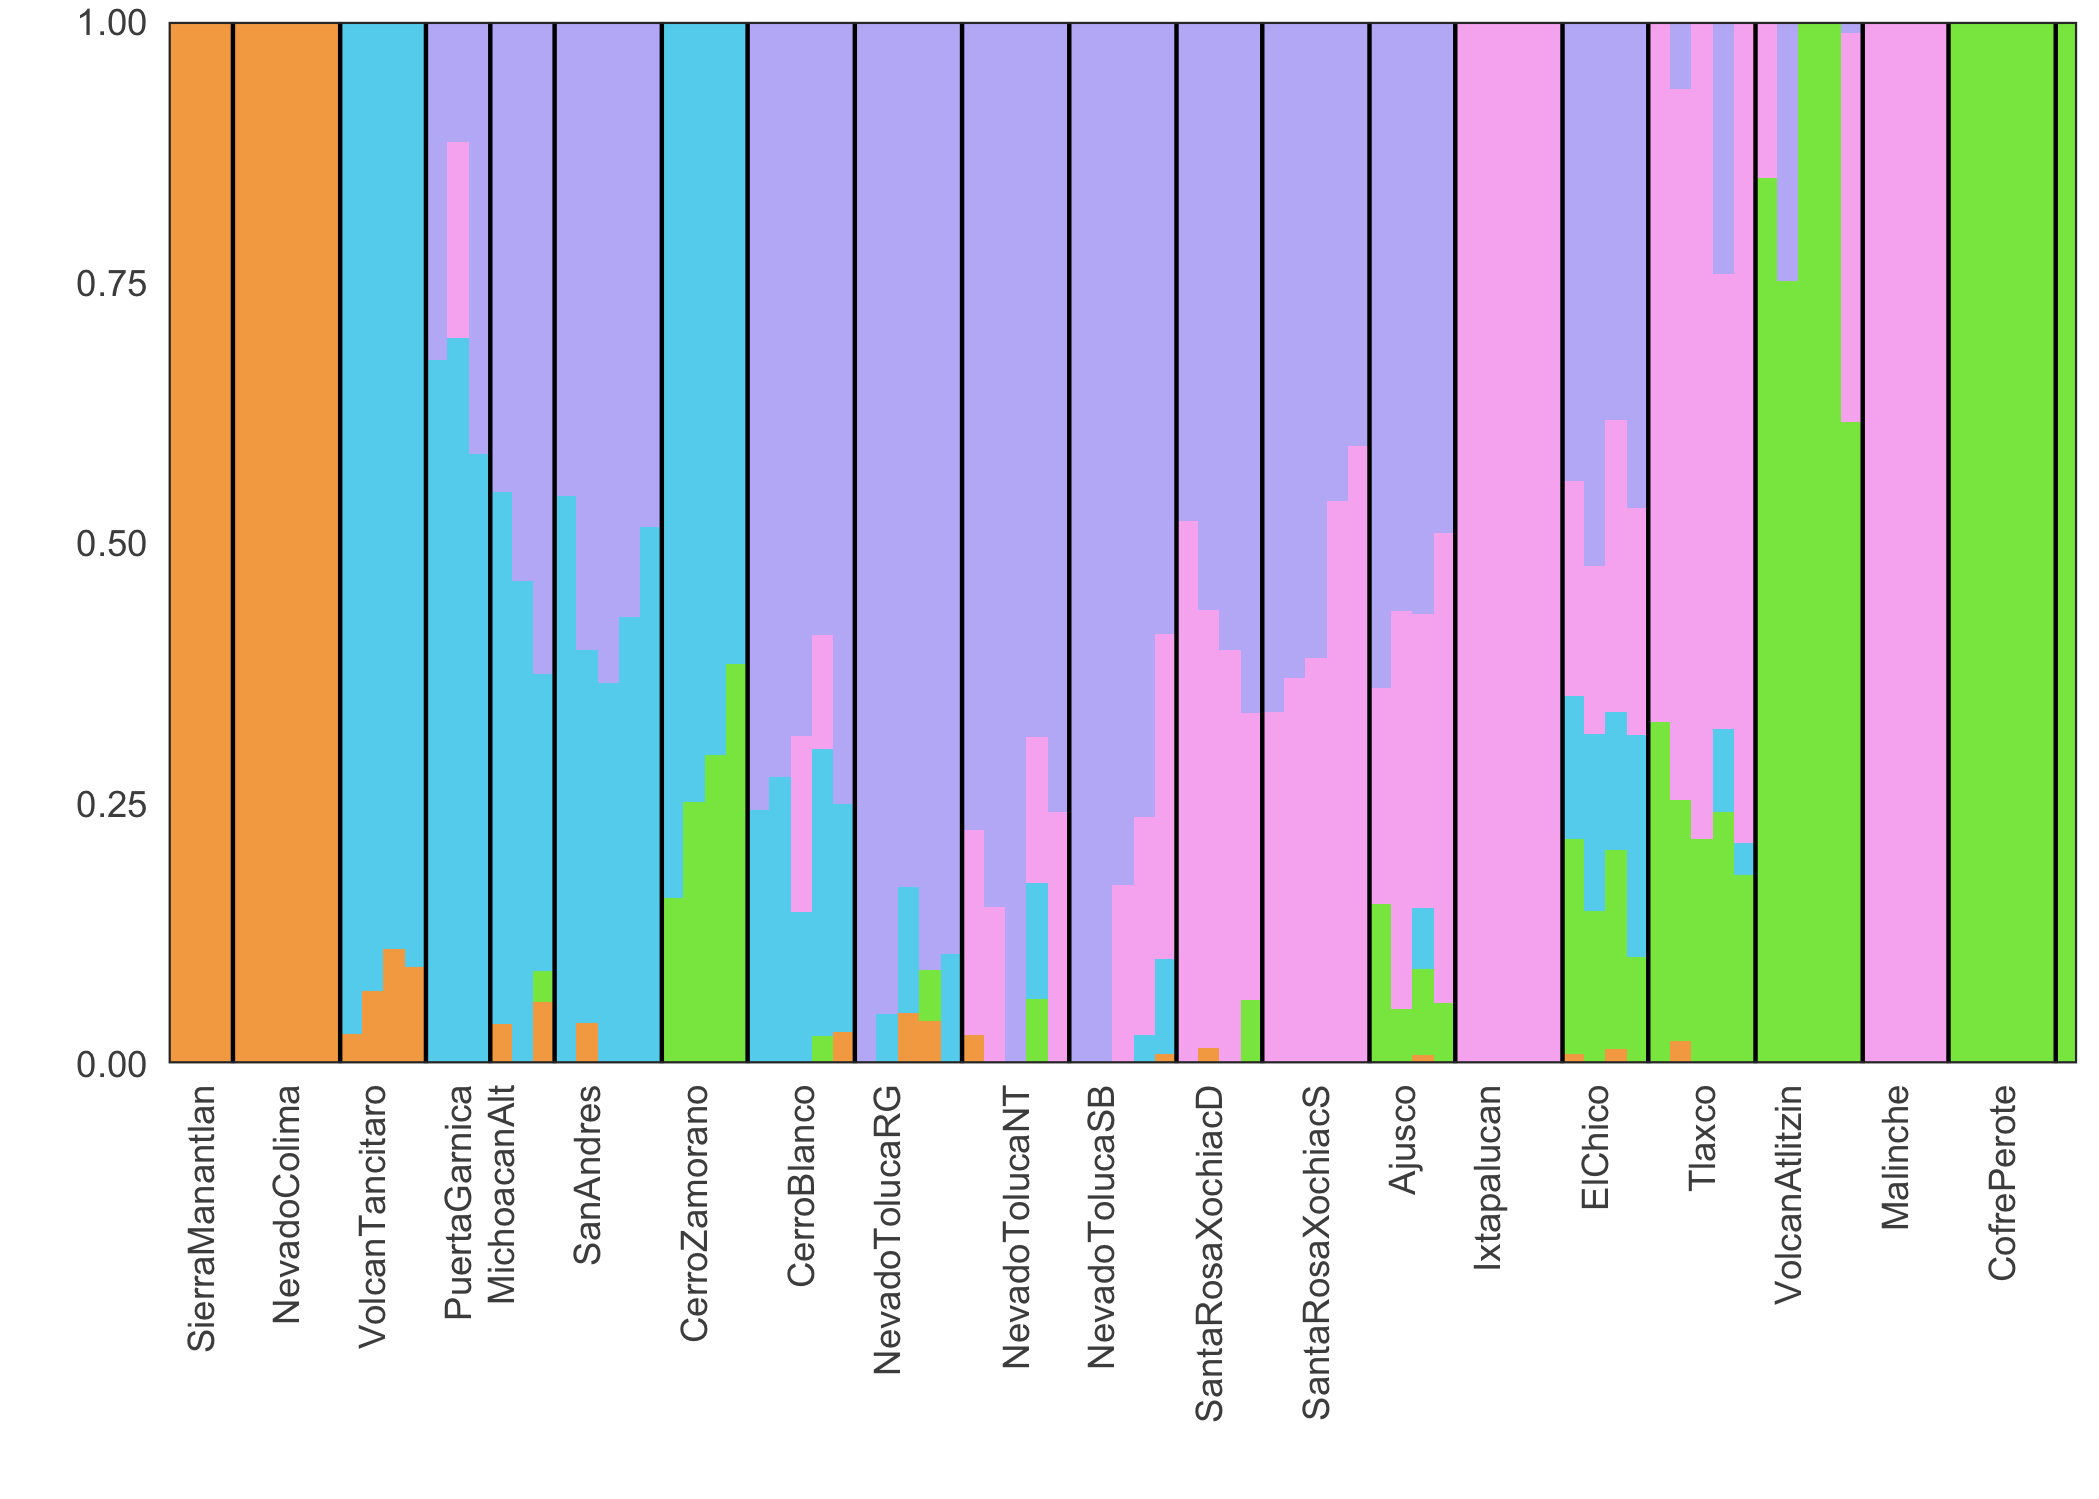 1.00
0.75
0.50
0.25
0.00
SierraManantlan
NevadoColima
VolcanTancitaro
PuertaGarnica
MichoacanAlt
SanAndres
CerroZamorano
CerroBlanco
NevadoTolucaRG
NevadoTolucaNT
NevadoTolucaSB
SantaRosaXochiacD
SantaRosaXochiacS
Ajusco
Ixtapalucan
ElChico
Tlaxco
VolcanAtlitzin
Malinche
CofrePerote